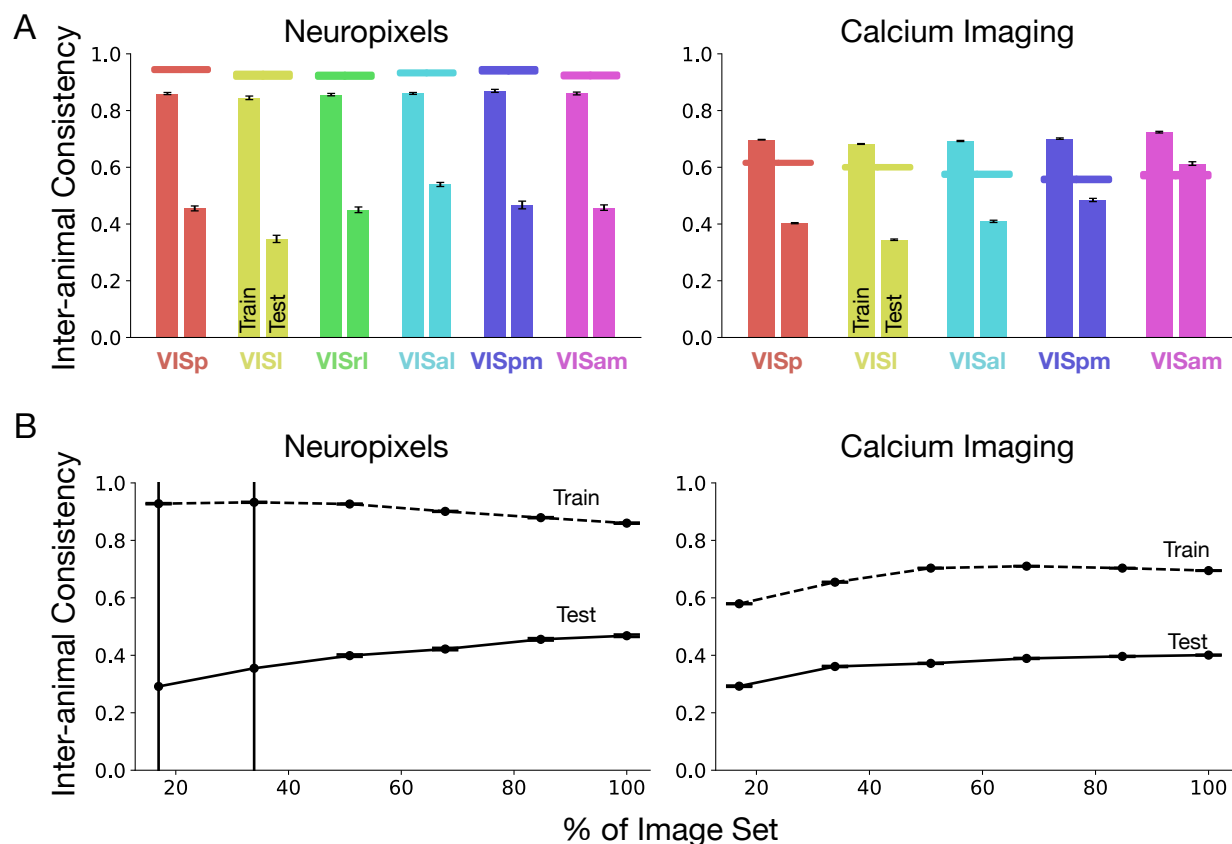 A
Neuropixels
Calcium Imaging
Inter-animal Consistency
1.0
0.8
0.6
0.4
0.2
0.0
Train
Test
VISp
VISl
VISrl
VISal
VISpm
VISam
1.0
0.8
0.6
0.4
0.2
0.0
Train
Test
VISp
VISl
VISal
VISpm
VISam
B
Neuropixels
Calcium Imaging
Inter-animal Consistency
1.0
0.8
0.6
0.4
0.2
0.0
Train
Test
20 40 60 80 100
1.0
0.8
0.6
0.4
0.2
0.0
Train
Test
20 40 60 80 100
% of Image Set